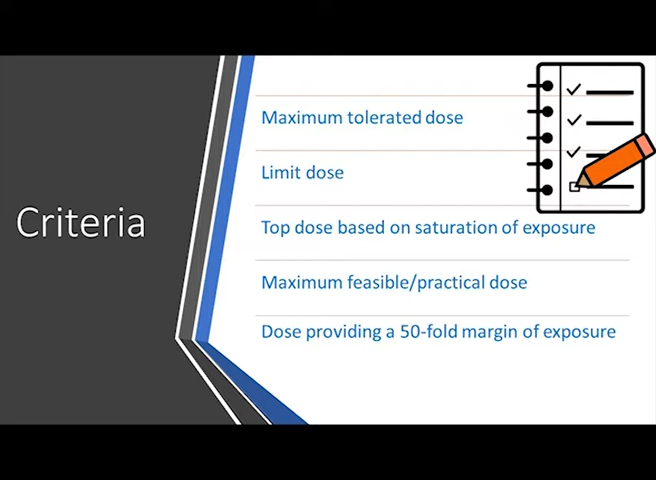 Criteria
Maximum tolerated dose
Limit dose
Top dose based on saturation of exposure
Maximum feasible/practical dose
Dose providing a 50-fold margin of exposure